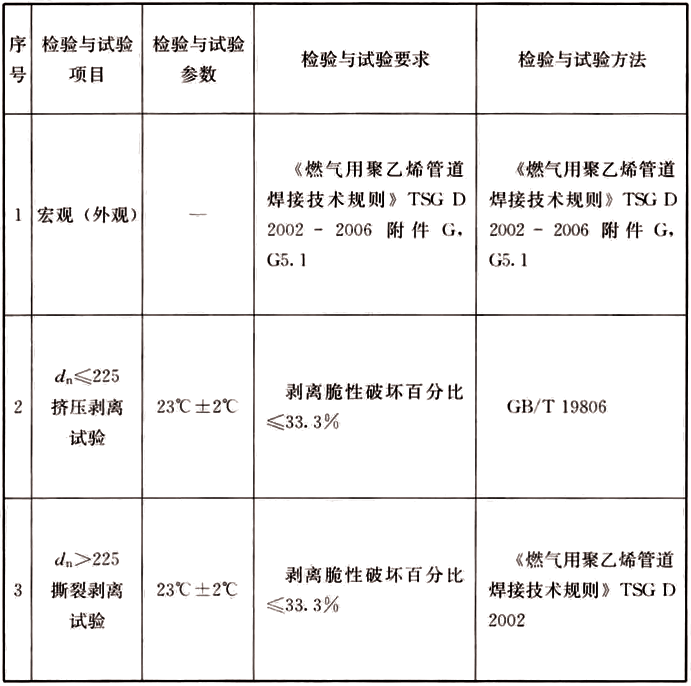 序号
检验与试验
项目
检验与试验
参数
检验与试验要求
检验与试验方法
1
宏观（外观）
—
《燃气用聚乙烯管道
焊接技术规则》TSG D
2002－2006 附件 G，
G5.1
《燃气用聚乙烯管道
焊接技术规则》TSG D
2002－2006 附件 G，
G5.1
2
dn≤225
挤压剥离
试验
23℃±2℃
剥离脆性破坏百分比
≤33.3%
GB/T 19806
3
dn＞225
撕裂剥离
试验
23℃±2℃
剥离脆性破坏百分比
≤33.3%
《燃气用聚乙烯管道
焊接技术规则》TSG D
2002